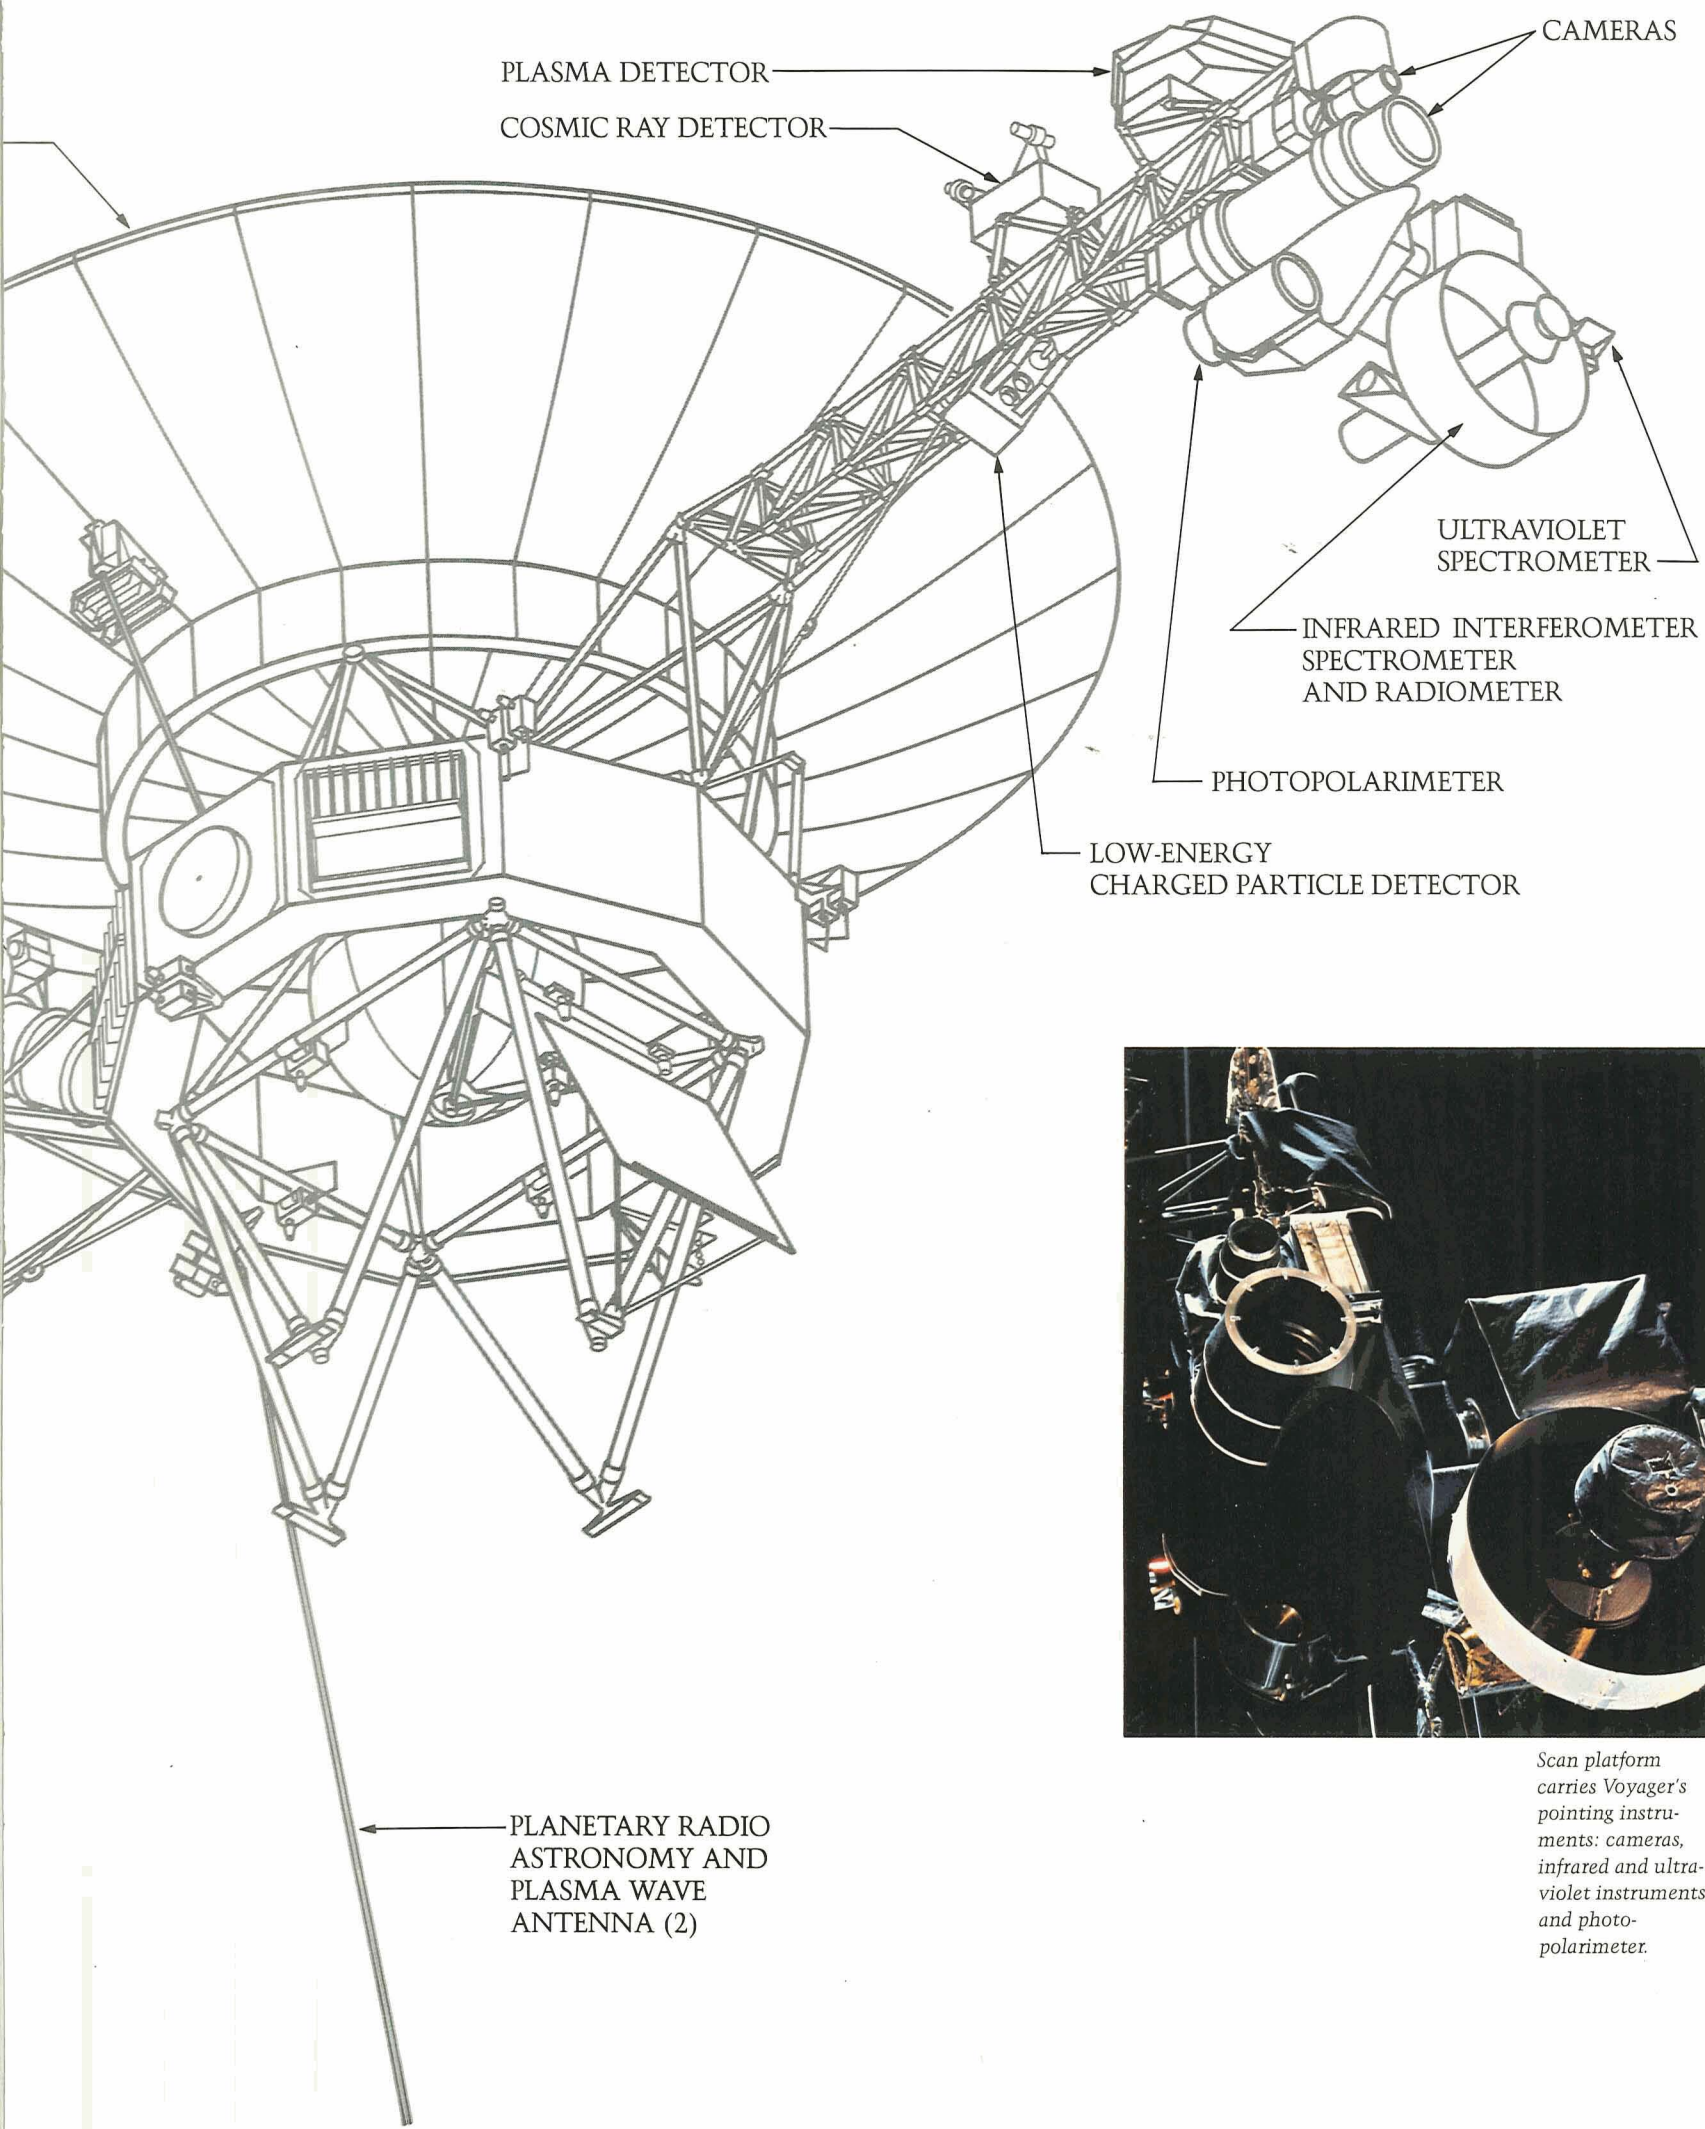 CAMERAS
PLASMA DETECTOR
COSMIC RAY DETECTOR
ULTRAVIOLET
SPECTROMETER
INFRARED INTERFEROMETER
SPECTROMETER
AND RADIOMETER
PHOTOPOLARIMETER
LOW-ENERGY
CHARGED PARTICLE DETECTOR
PLANETARY RADIO
ASTRONOMY AND
PLASMA WAVE
ANTENNA (2)
Scan platform
carries Voyager's
pointing instru-
ments: cameras,
infrared and ultra-
violet instruments
and photo-
polarimeter.